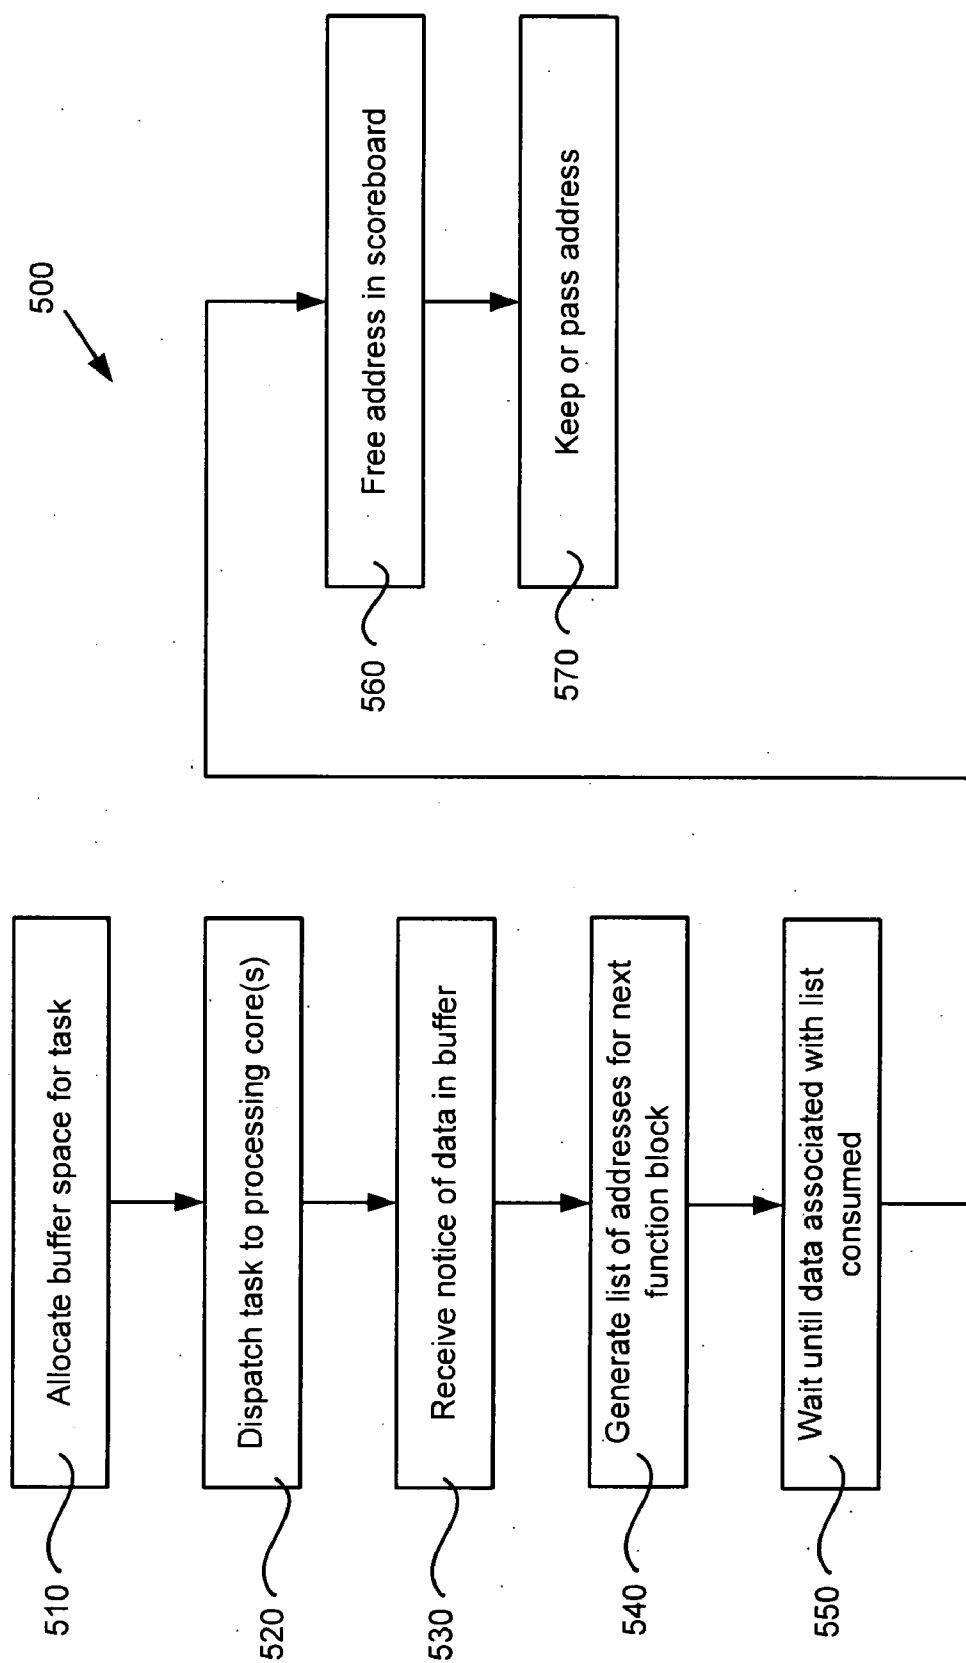 500
510
Allocate buffer space for task
520
Dispatch task to processing core(s)
530
Receive notice of data in buffer
540
Generate list of addresses for next
function block
550
Wait until data associated with list
consumed
560
Free address in scoreboard
570
Keep or pass address